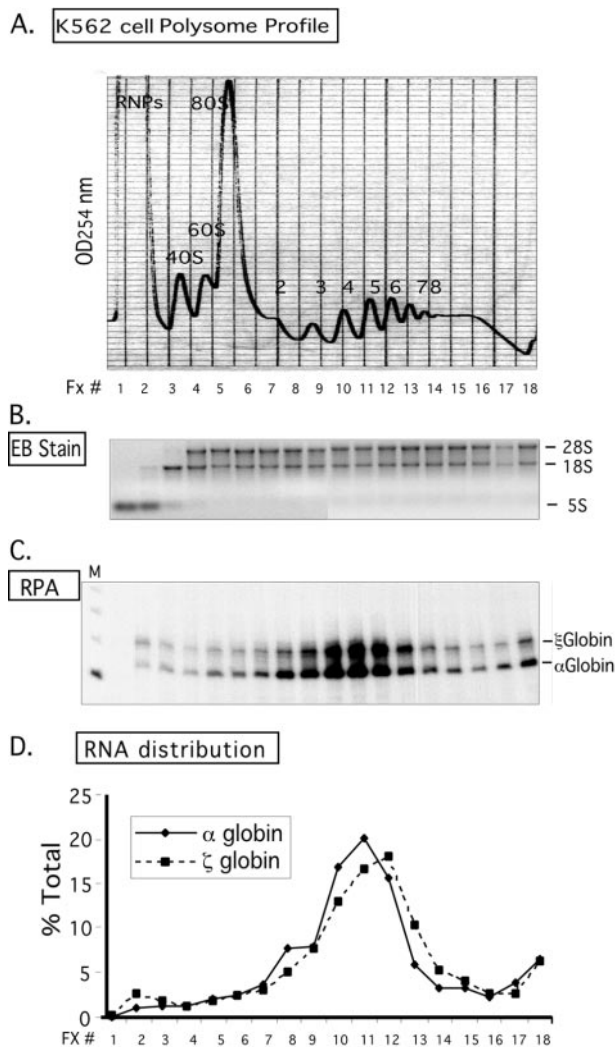 A. K562 cell Polysome Profile
RNPs 80S
60S
40S
2 3 4 5 6 7 8
OD254 nm
Fx # 1 2 3 4 5 6 7 8 9 10 11 12 13 14 15 16 17 18
B.
EB Stain
28S
18S
5S
C.
RPA
M
ξGlobin
αGlobin
D. RNA distribution
25
20
15
10
5
0
% Total
α globin
ζ globin
FX # 1 2 3 4 5 6 7 8 9 10 11 12 13 14 15 16 17 18